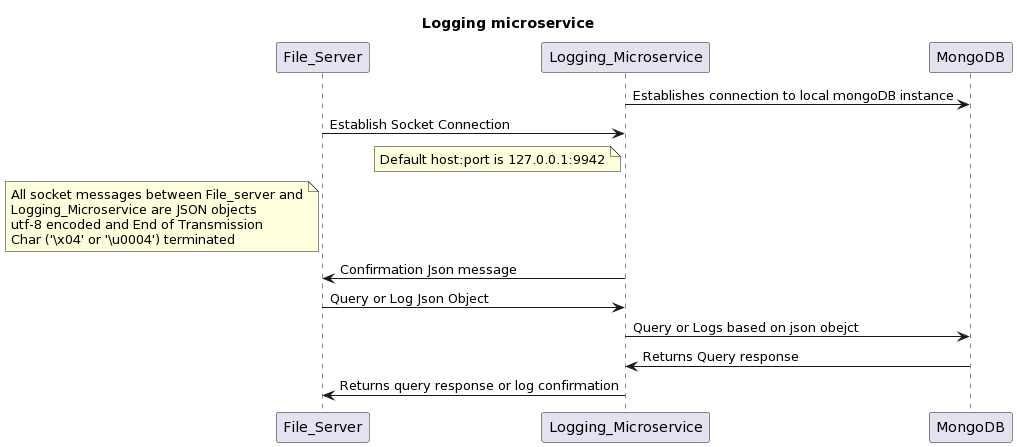 Logging microservice
File_Server
Logging_Microservice
MongoDB
Establishes connection to local mongoDB instance
Establish Socket Connection
Default host:port is 127.0.0.1:9942
All socket messages between File_server and
Logging_Microservice are JSON objects
utf-8 encoded and End of Transmission
Char ('\x04' or '\u0004') terminated
Confirmation Json message
Query or Log Json Object
Query or Logs based on json obejct
Returns Query response
Returns query response or log confirmation
File_Server
Logging_Microservice
MongoDB